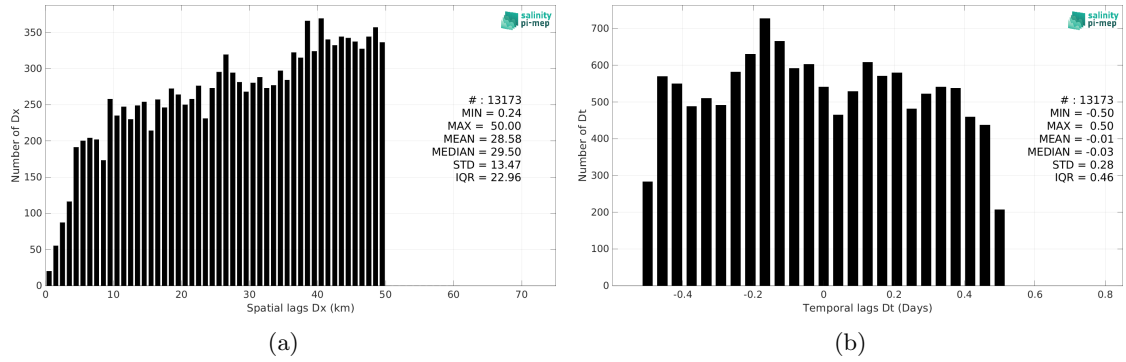 salinity
pi-mep
350
300
250
200
150
100
50
0
Number of Dx
# : 13173
MIN = 0.24
MAX = 50.00
MEAN = 28.58
MEDIAN = 29.50
STD = 13.47
IQR = 22.96
0 10 20 30 40 50 60 70
Spatial lags Dx (km)
(a)
salinity
pi-mep
700
600
500
400
300
200
100
0
Number of Dt
# : 13173
MIN = -0.50
MAX = 0.50
MEAN = -0.01
MEDIAN = -0.03
STD = 0.28
IQR = 0.46
-0.4 -0.2 0 0.2 0.4 0.6 0.8
Temporal lags Dt (Days)
(b)